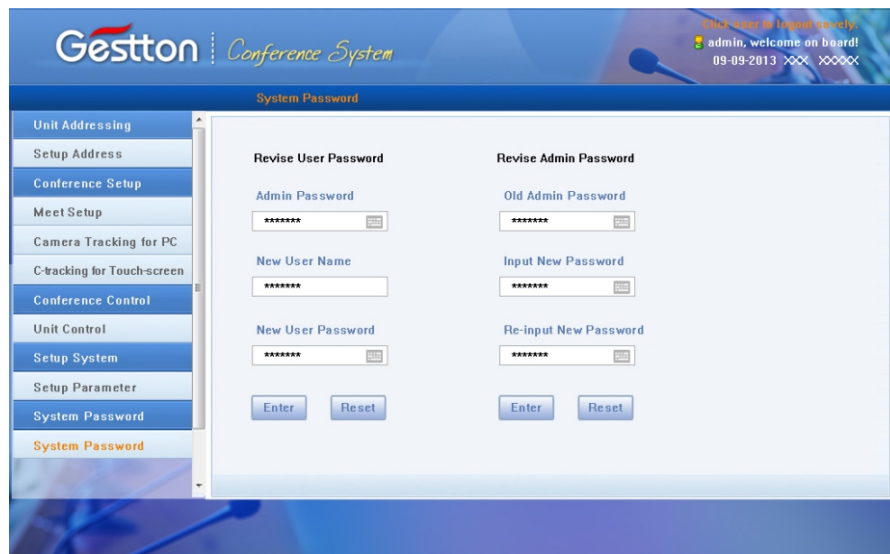 Gestton Conference System
Click user to logout savely.
admin, welcome on board!
09-09-2013 XXX XXXXX
System Password
Unit Addressing
Setup Address
Conference Setup
Meet Setup
Camera Tracking for PC
C-tracking for Touch-screen
Conference Control
Unit Control
Setup System
Setup Parameter
System Password
System Password
Revise User Password
Admin Password
*******
New User Name
*******
New User Password
*******
Enter Reset
Revise Admin Password
Old Admin Password
*******
Input New Password
*******
Re-input New Password
*******
Enter Reset